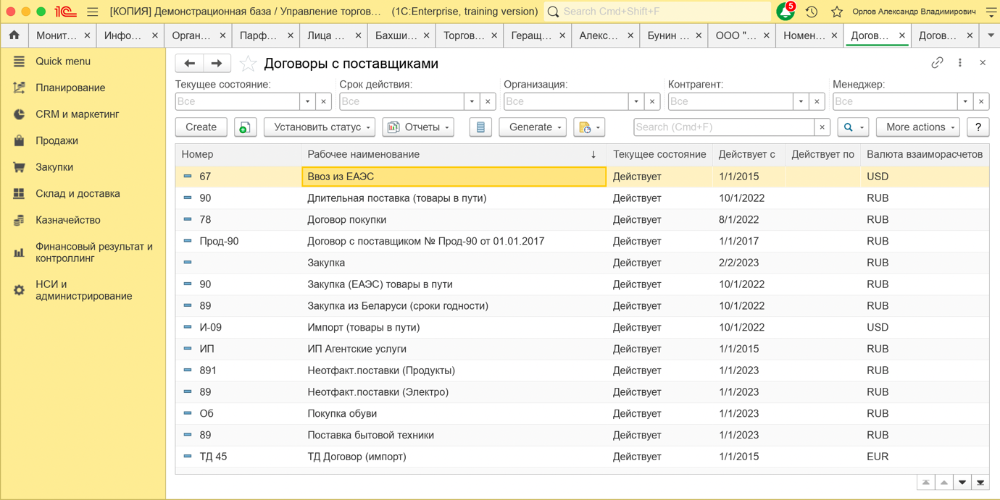 [КОПИЯ] Демонстрационная база / Управление торгов... (1C:Enterprise, training version) Search Cmd+Shift+F 5 Орлов Александр Владимирович
Монит... Инфо... Орган... Парф... Лица ... Бахши... Торгов... Геращ... Алекс... Бунин ... ООО "... Номен... Догов... Догов...
Quick menu
Планирование
CRM и маркетинг
Продажи
Закупки
Склад и доставка
Казначейство
Финансовый результат и
контроллинг
НСИ и
администрирование
Договоры с поставщиками
Текущее состояние: Срок действия: Организация: Контрагент: Менеджер:
Все Все Все Все Все
Create Установить статус Отчеты Generate Search (Cmd+F) More actions ?
Номер Рабочее наименование ↓ Текущее состояние Действует с Действует по Валюта взаиморасчетов
67 Ввоз из ЕАЭС Действует 1/1/2015 USD
90 Длительная поставка (товары в пути) Действует 10/1/2022 RUB
78 Договор покупки Действует 8/1/2022 RUB
Прод-90 Договор с поставщиком № Прод-90 от 01.01.2017 Действует 1/1/2017 RUB
Закупка Действует 2/2/2023 RUB
90 Закупка (ЕАЭС) товары в пути Действует 10/1/2022 RUB
89 Закупка из Беларуси (сроки годности) Действует 10/1/2022 RUB
И-09 Импорт (товары в пути) Действует 10/1/2022 USD
ИП ИП Агентские услуги Действует 1/1/2015 RUB
891 Неотфакт.поставки (Продукты) Действует 1/1/2023 RUB
89 Неотфакт.поставки (Электро) Действует 1/1/2023 RUB
Об Покупка обуви Действует 1/1/2023 RUB
89 Поставка бытовой техники Действует 1/1/2023 RUB
ТД 45 ТД Договор (импорт) Действует 1/1/2015 EUR